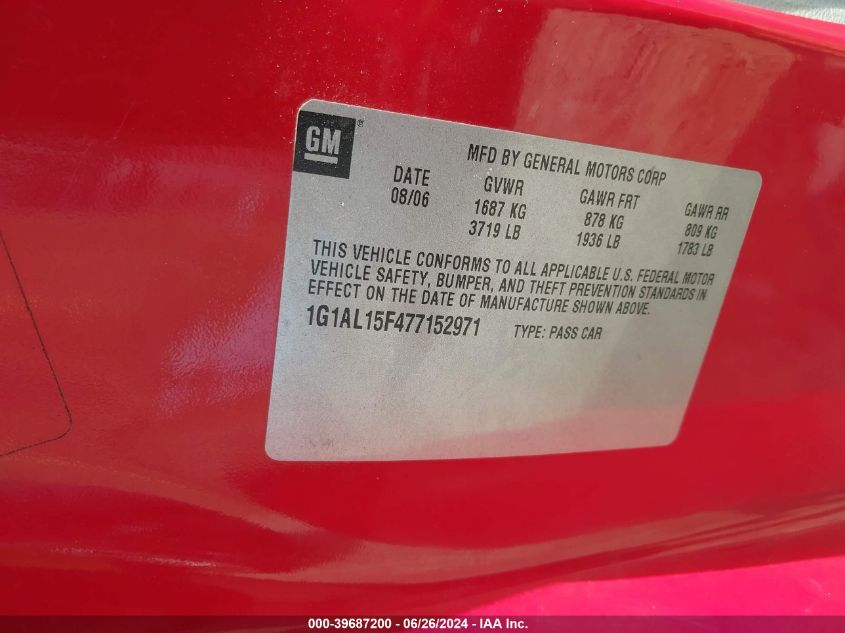 GM®
MFD BY GENERAL MOTORS CORP
DATE GVWR GAWR FRT GAWR RR
08/06 1687 KG 878 KG 809 KG
3719 LB 1936 LB 1783 LB
THIS VEHICLE CONFORMS TO ALL APPLICABLE U.S. FEDERAL MOTOR
VEHICLE SAFETY, BUMPER, AND THEFT PREVENTION STANDARDS IN
EFFECT ON THE DATE OF MANUFACTURE SHOWN ABOVE.
1G1AL15F477152971 TYPE: PASS CAR
000-39687200 - 06/26/2024 - IAA Inc.